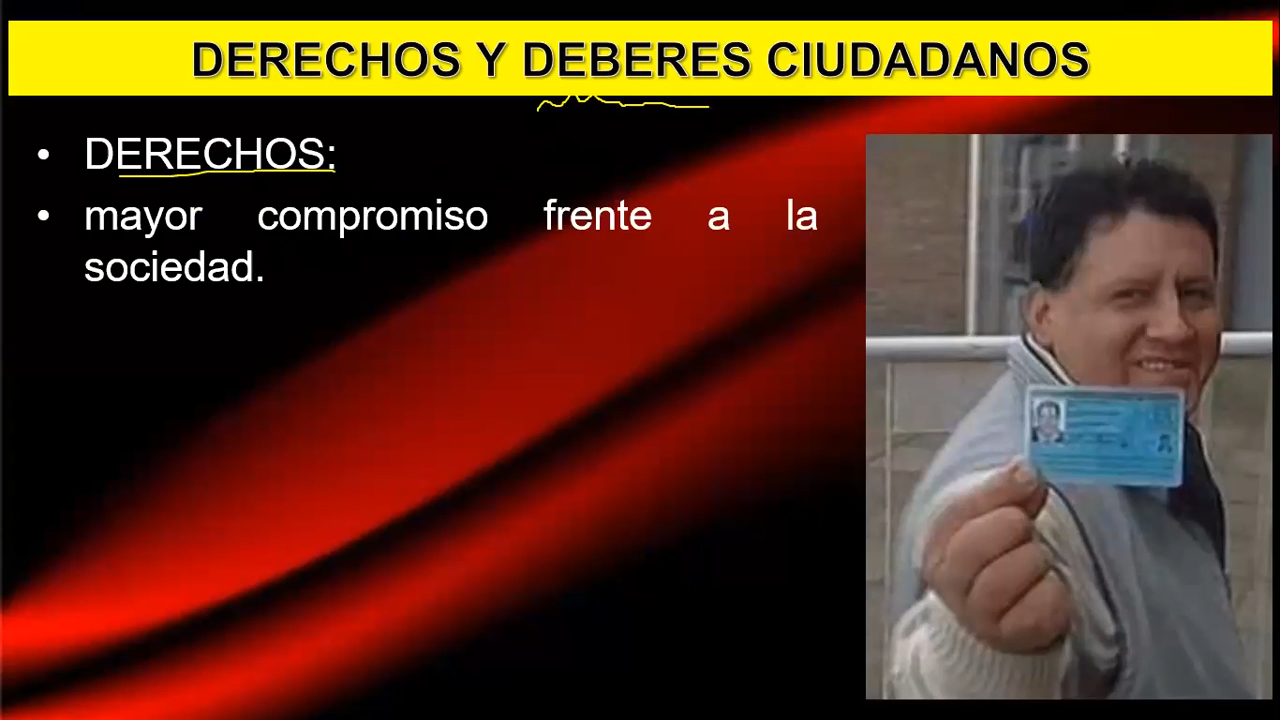 DERECHOS Y DEBERES CIUDADANOS
• DERECHOS:
• mayor compromiso frente a la
sociedad.